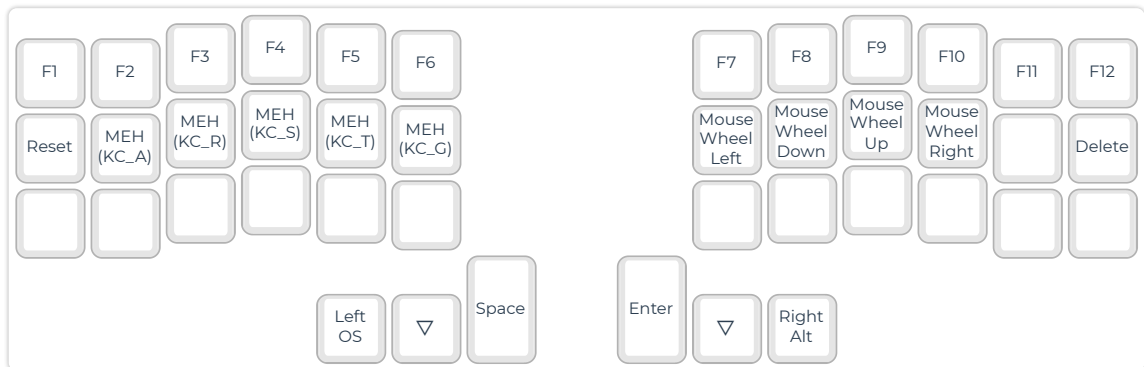 F1
F2
F3
F4
F5
F6
F7
F8
F9
F10
F11
F12
Reset
MEH
(KC_A)
MEH
(KC_R)
MEH
(KC_S)
MEH
(KC_T)
MEH
(KC_G)
Mouse
Wheel
Left
Mouse
Wheel
Down
Mouse
Wheel
Up
Mouse
Wheel
Right
Delete
Left
OS
▽
Space
Enter
▽
Right
Alt